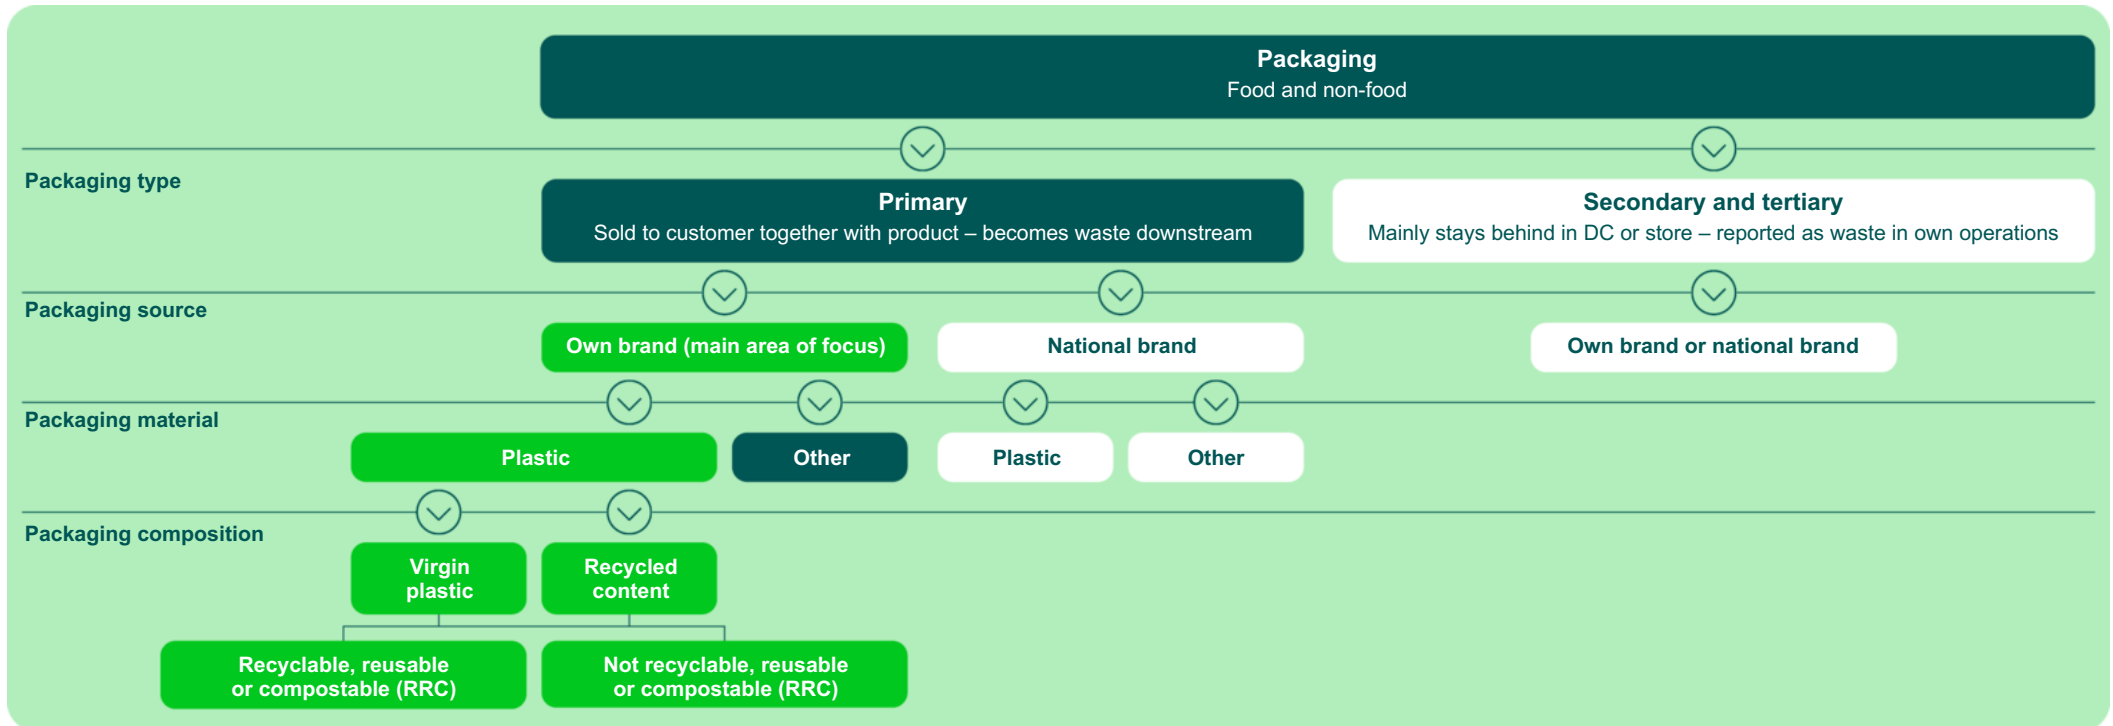 Packaging
Food and non-food
Packaging type
Primary
Sold to customer together with product – becomes waste downstream
Secondary and tertiary
Mainly stays behind in DC or store – reported as waste in own operations
Packaging source
Own brand (main area of focus)
National brand
Own brand or national brand
Packaging material
Plastic
Other
Plastic
Other
Packaging composition
Virgin
plastic
Recycled
content
Recyclable, reusable
or compostable (RRC)
Not recyclable, reusable
or compostable (RRC)